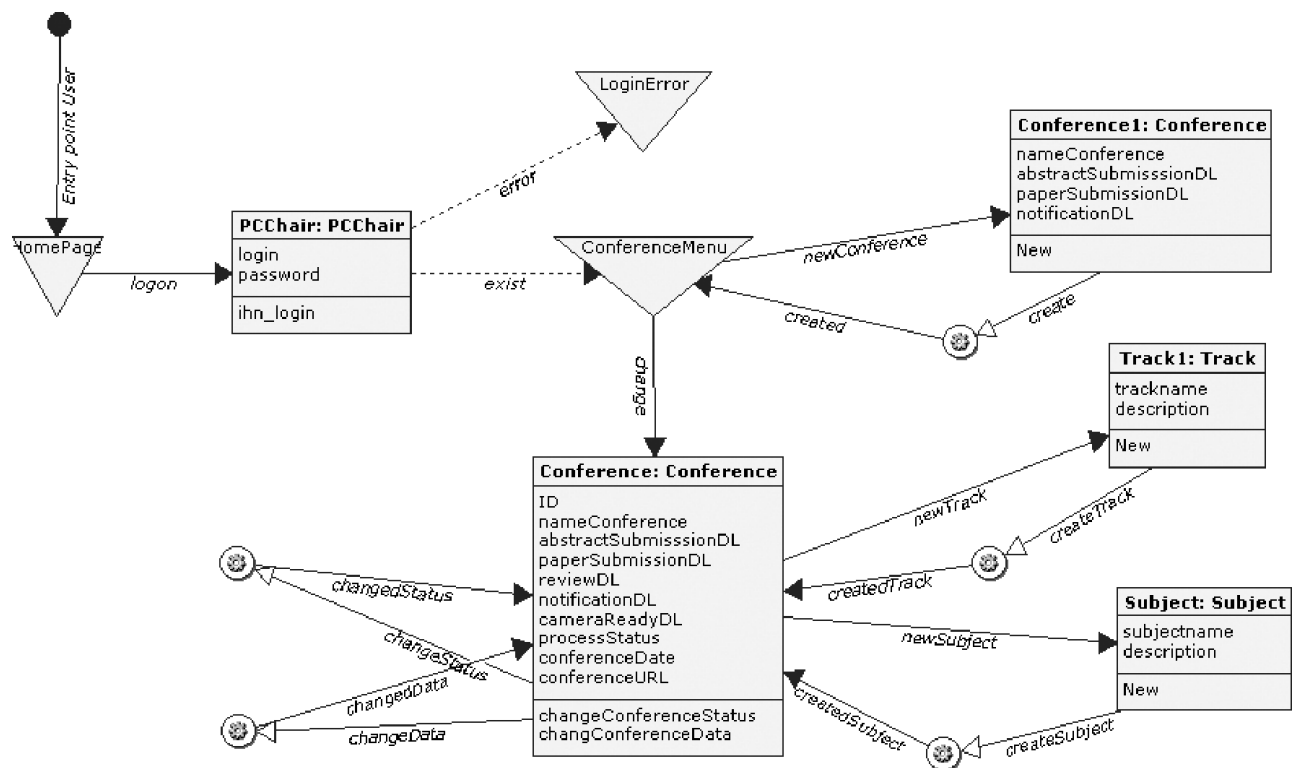 Entry point User
HomePage
logon
PCChair: PCChair
login
password
ihn_login
error
LoginError
exist
ConferenceMenu
newConference
Conference1: Conference
nameConference
abstractSubmisssionDL
paperSubmissionDL
notificationDL
New
create
created
change
Conference: Conference
ID
nameConference
abstractSubmisssionDL
paperSubmissionDL
reviewDL
notificationDL
cameraReadyDL
processStatus
conferenceDate
conferenceURL
changeConferenceStatus
changConferenceData
changedStatus
changeStatus
changedData
changeData
newTrack
Track1: Track
trackname
description
New
createTrack
createdTrack
newSubject
Subject: Subject
subjectname
description
New
createSubject
createdSubject